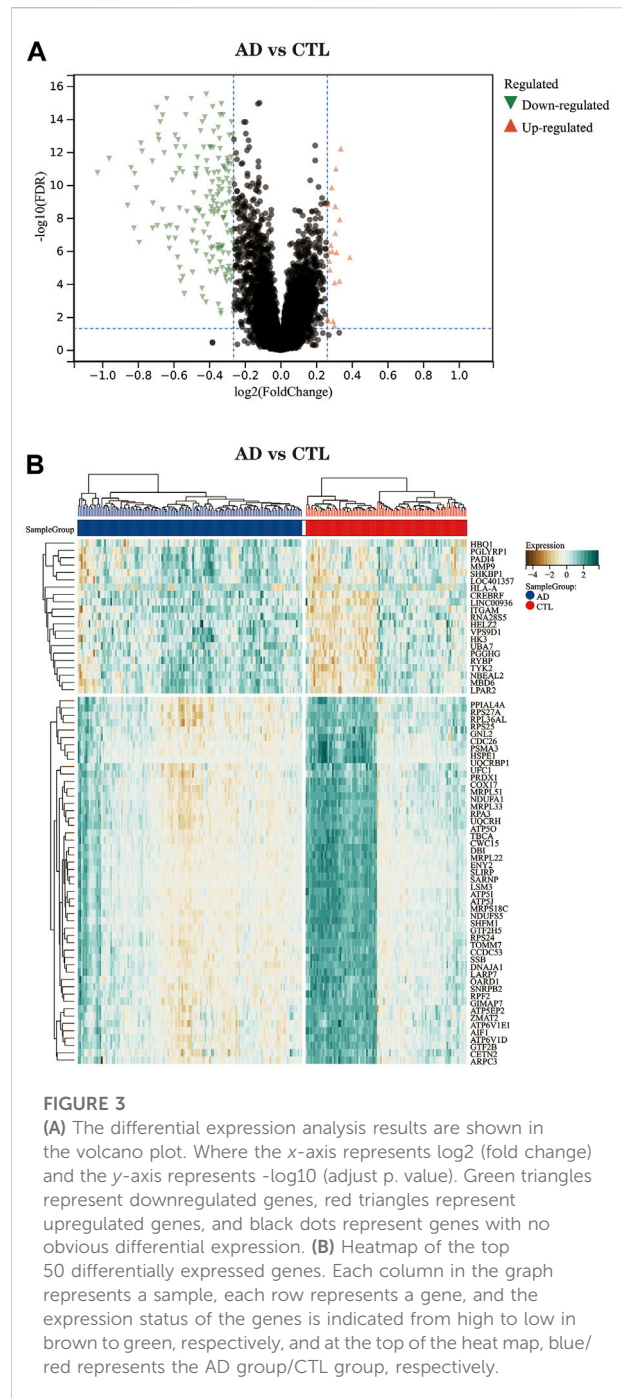 A
AD vs CTL
16
14
12
10
8
6
4
2
0
-log10(FDR)
−1.0 −0.8 −0.6 −0.4 −0.2 0.0 0.2 0.4 0.6 0.8 1.0
log2(FoldChange)
Regulated
Down-regulated
Up-regulated
B
AD vs CTL
SampleGroup
HBQ1
PGLYRP1
PADI4
MMP9
SHKBP1
LOC401357
HLA-A
CREBRF
LINC00936
ITGAM
RNA28S5
HELZ2
VPS9D1
HK3
UBA7
PGGHG
RYBP
TYK2
NBEAL2
MBD6
LPAR2
PPIAL4A
RPS27A
RPL36AL
RPS25
GNL2
CDC26
PSMA3
HSPE1
UQCRBP1
UFC1
PRDX1
COX17
MRPL51
NDUFA1
MRPL33
RPA3
UQCRH
ATP5O
TBCA
CWC15
DBI
MRPL22
ENY2
SLIRP
SARNP
LSM3
ATP5I
ATP5J
MRPS18C
NDUFS5
SHFM1
GTF2H5
RPS24
TOMM7
CCDC53
SSB
DNAJA1
LARP7
OARD1
SNRPB2
RPF2
GIMAP7
ATP5EP2
ZMAT2
ATP6V1E1
AIF1
ATP6V1D
GTF2B
CETN2
ARPC3
Expression
−4 −2 0 2
SampleGroup:
AD
CTL
FIGURE 3
(A) The differential expression analysis results are shown in
the volcano plot. Where the x-axis represents log2 (fold change)
and the y-axis represents -log10 (adjust p. value). Green triangles
represent downregulated genes, red triangles represent
upregulated genes, and black dots represent genes with no
obvious differential expression. (B) Heatmap of the top
50 differentially expressed genes. Each column in the graph
represents a sample, each row represents a gene, and the
expression status of the genes is indicated from high to low in
brown to green, respectively, and at the top of the heat map, blue/
red represents the AD group/CTL group, respectively.